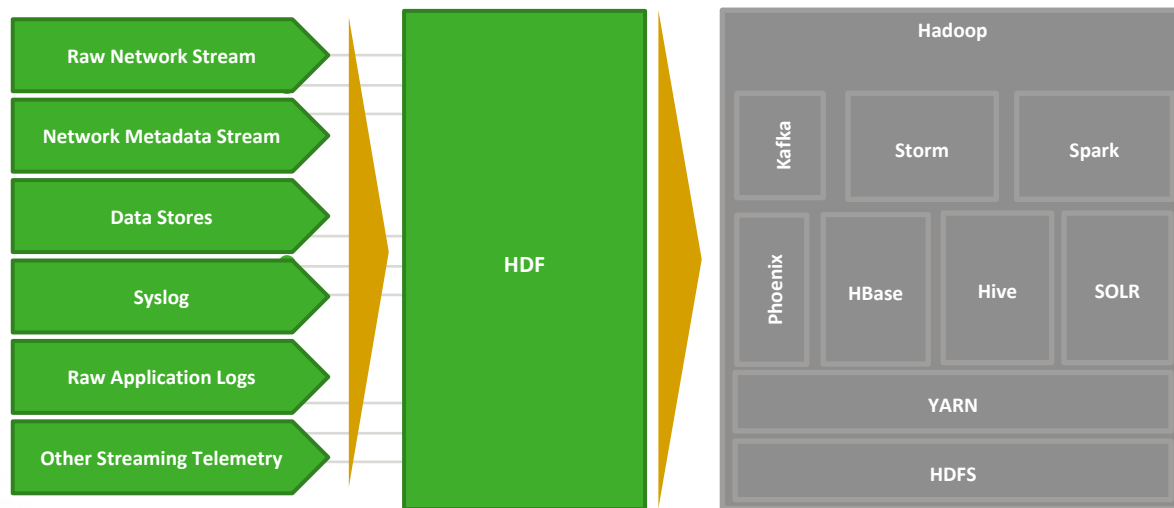 Raw Network Stream
Network Metadata Stream
Data Stores
Syslog
Raw Application Logs
Other Streaming Telemetry
HDF
Hadoop
Kafka
Storm
Spark
Phoenix
HBase
Hive
SOLR
YARN
HDFS